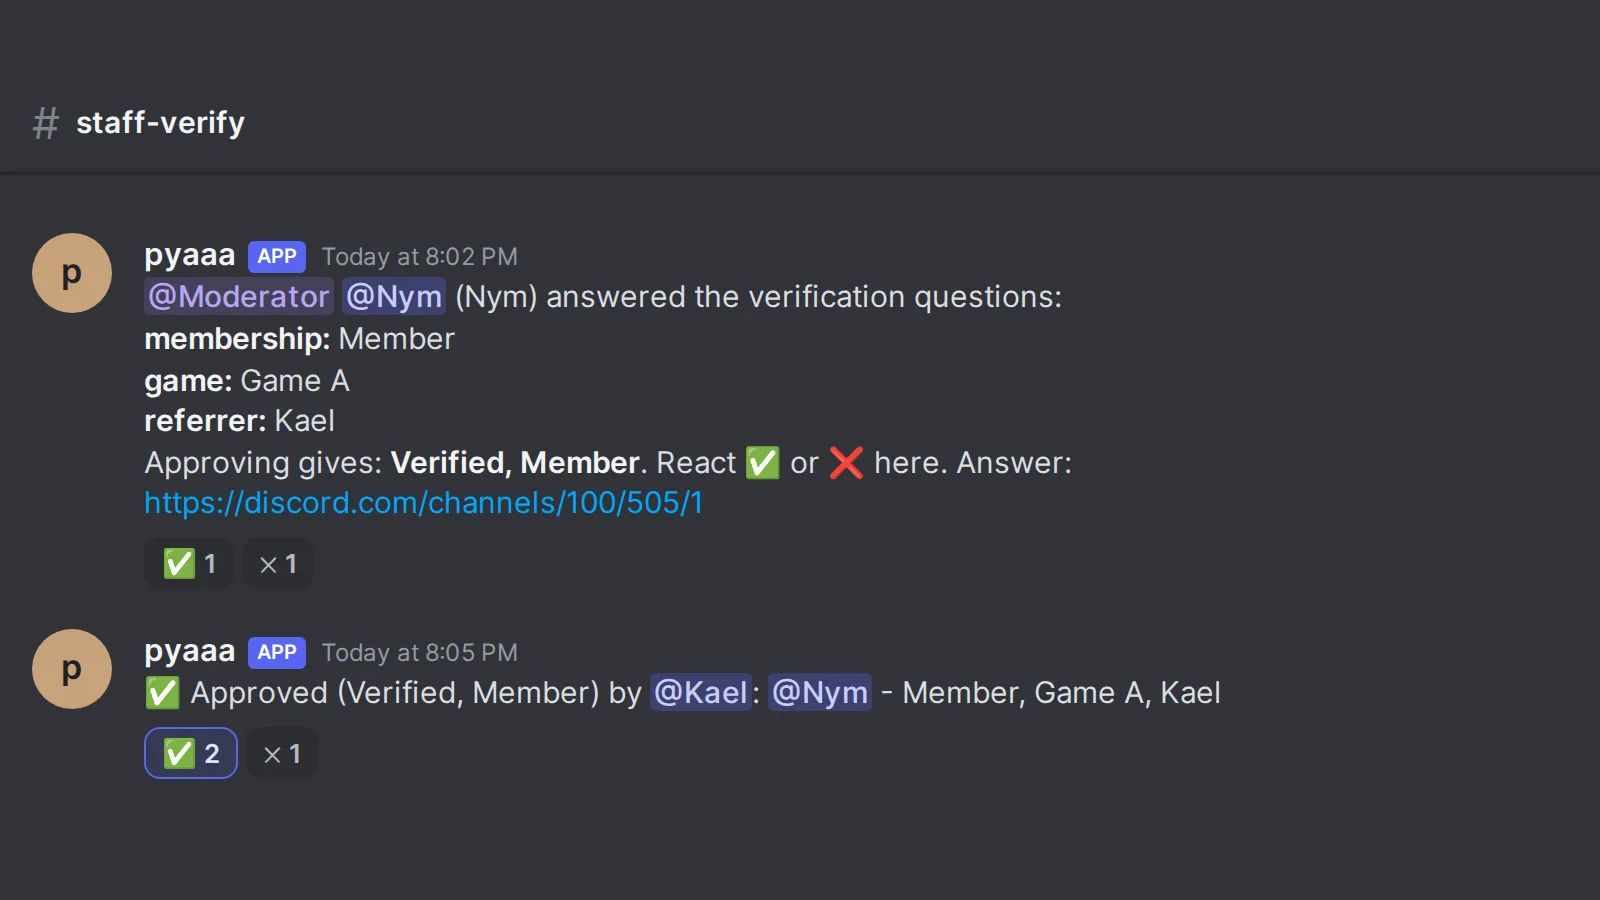 # staff-verify
p
pyaaa APP Today at 8:02 PM
@Moderator @Nym (Nym) answered the verification questions:
membership: Member
game: Game A
referrer: Kael
Approving gives: Verified, Member. React ✅ or ❌ here. Answer:
https://discord.com/channels/100/505/1
✅ 1 × 1
p
pyaaa APP Today at 8:05 PM
✅ Approved (Verified, Member) by @Kael: @Nym - Member, Game A, Kael
✅ 2 × 1